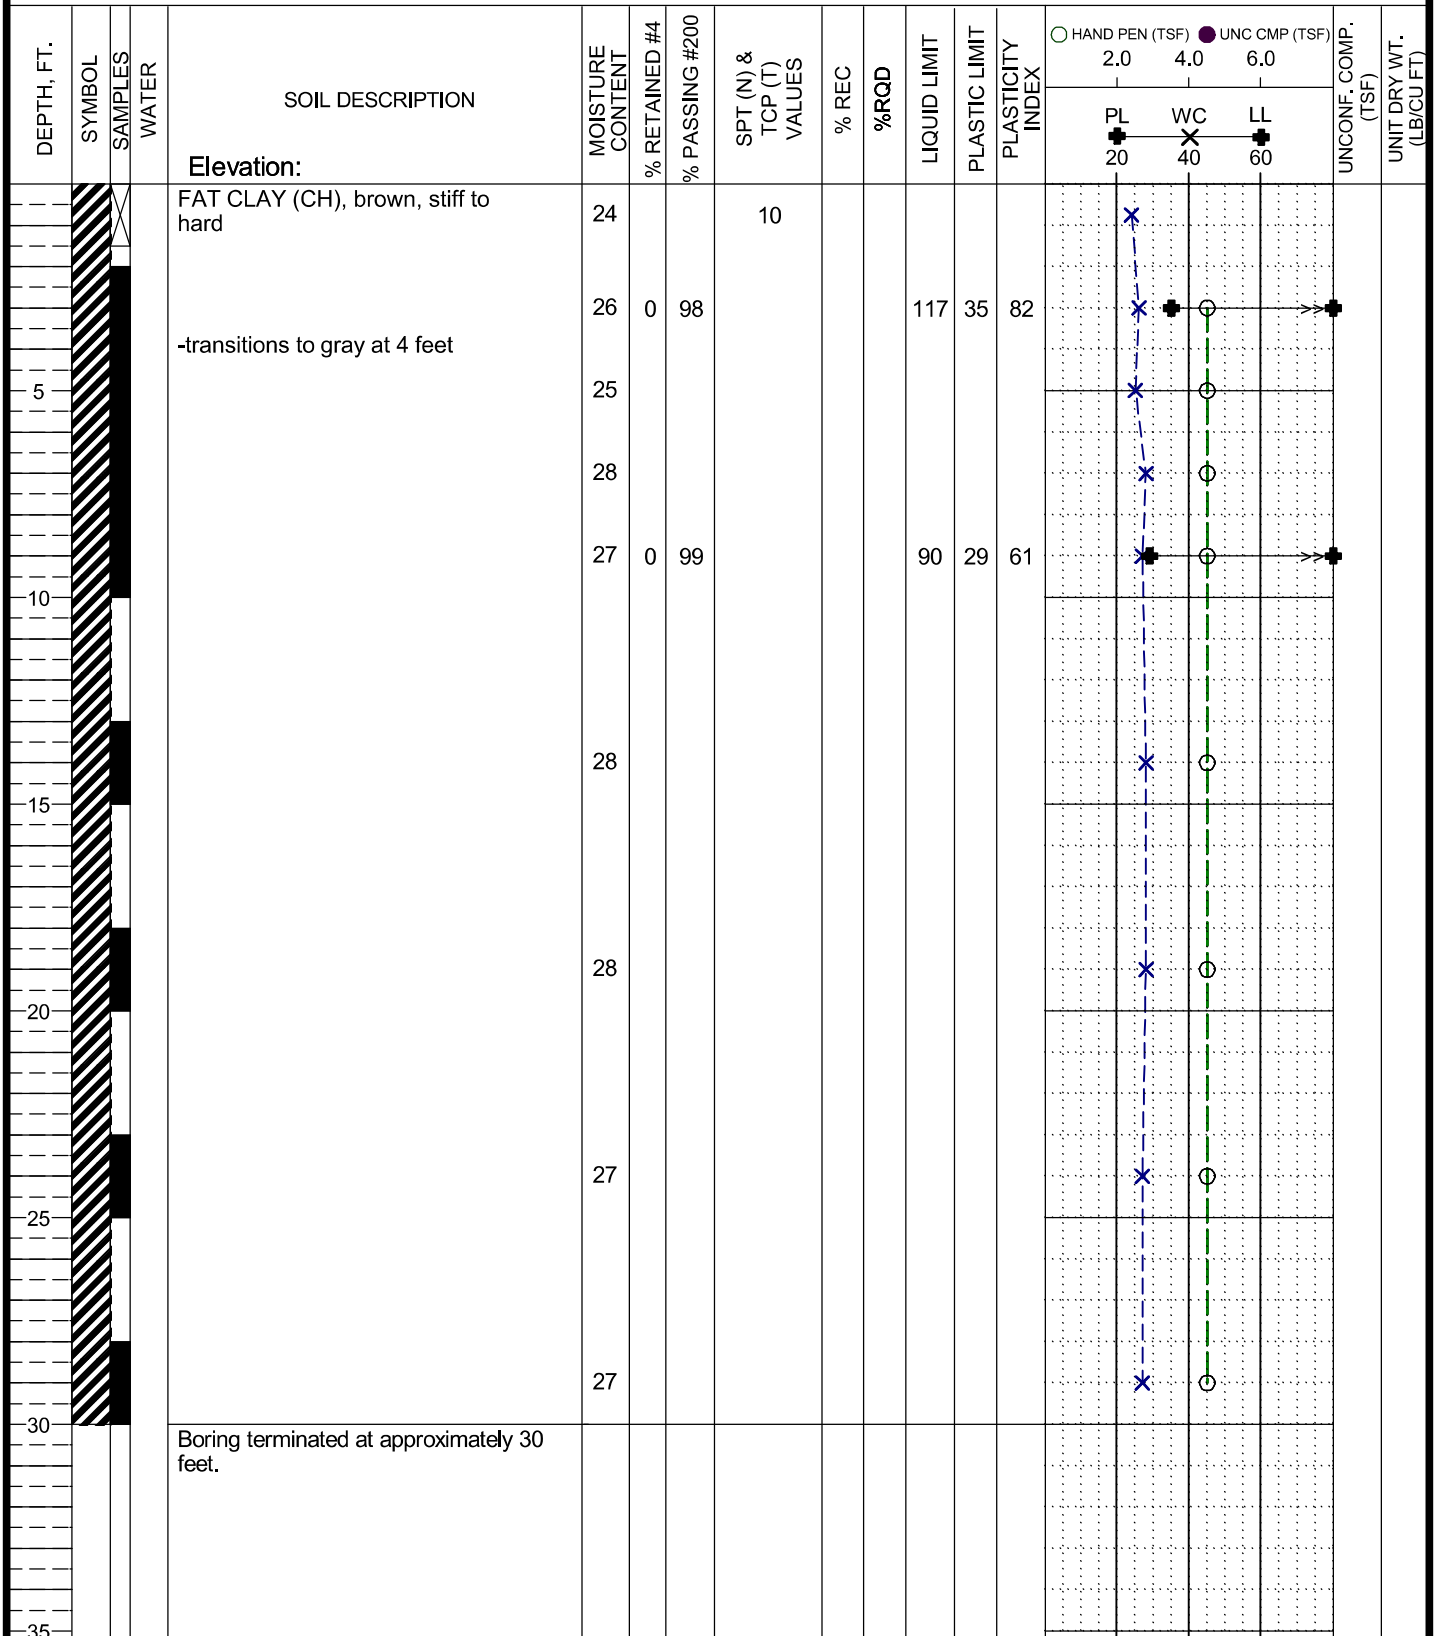 DEPTH, FT.
SYMBOL
SAMPLES
WATER
SOIL DESCRIPTION
Elevation:
MOISTURE
CONTENT
% RETAINED #4
% PASSING #200
SPT (N) &
TCP (T)
VALUES
% REC
%RQD
LIQUID LIMIT
PLASTIC LIMIT
PLASTICITY
INDEX
HAND PEN (TSF) UNC CMP (TSF)
2.0 4.0 6.0
PL WC LL
20 40 60
UNCONF. COMP.
(TSF)
UNIT DRY WT.
(LB/CU FT)
FAT CLAY (CH), brown, stiff to
hard
24 10
26 0 98 117 35 82
-transitions to gray at 4 feet
5 25
28
27 0 99 90 29 61
10
28
15
28
20
27
25
27
30
Boring terminated at approximately 30
feet.
35